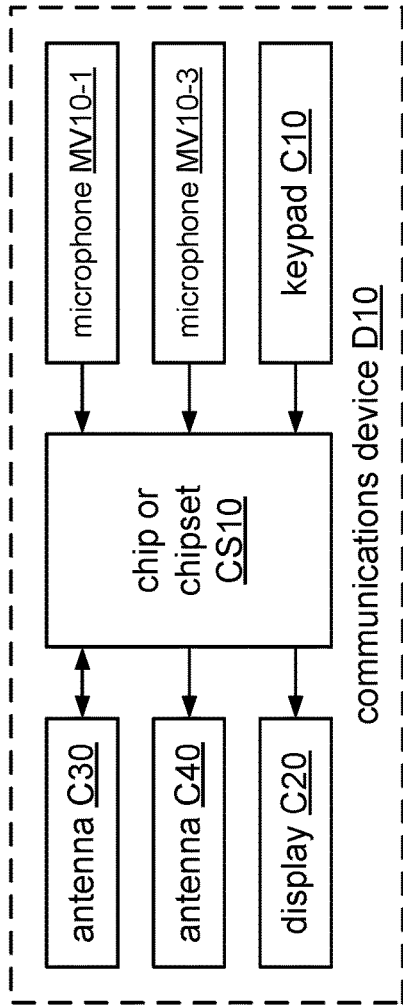 antenna C30
antenna C40
display C20
chip or
chipset
CS10
microphone MV10-1
microphone MV10-3
keypad C10
communications device D10